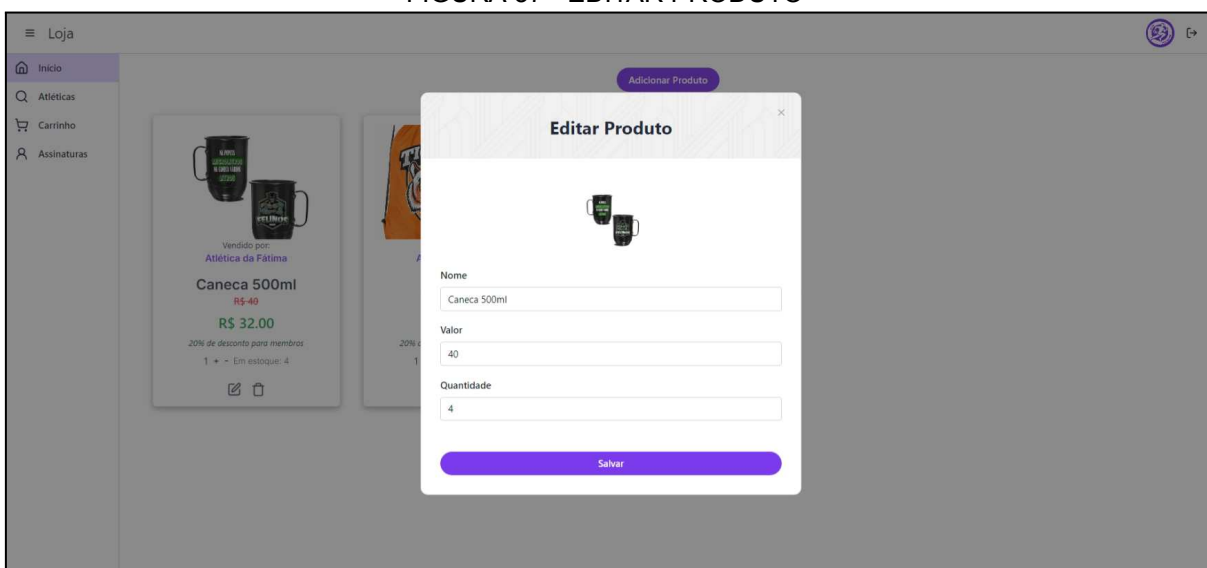 Loja
Início
Atléticas
Carrinho
Assinaturas
Adicionar Produto
Vendido por:
Atlética da Fátima
Caneca 500ml
R$ 40
R$ 32.00
20% de desconto para membros
1 + - Em estoque: 4
20%
1
Editar Produto
Nome
Caneca 500ml
Valor
40
Quantidade
4
Salvar